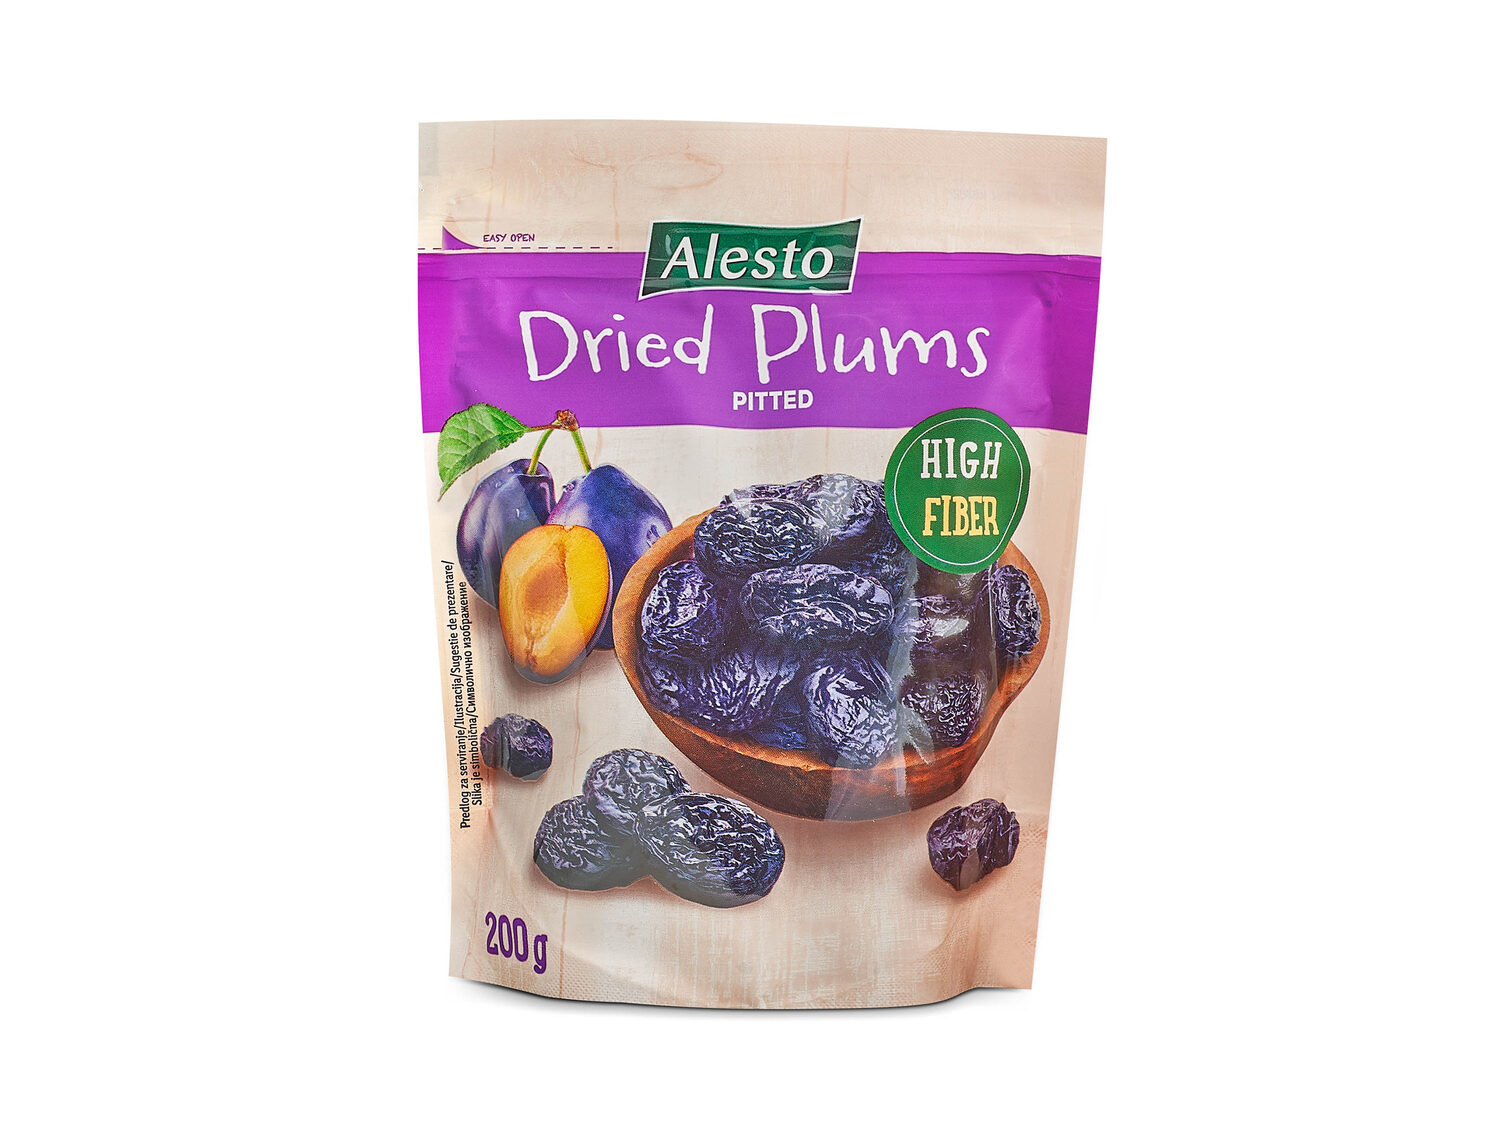 EASY OPEN
Alesto
Dried Plums
PITTED
HIGH
FIBER
Predlog za serviranje/Ilustracija/Sugestie de prezentare/
Slika je simbolična/Символично изображение
200 g